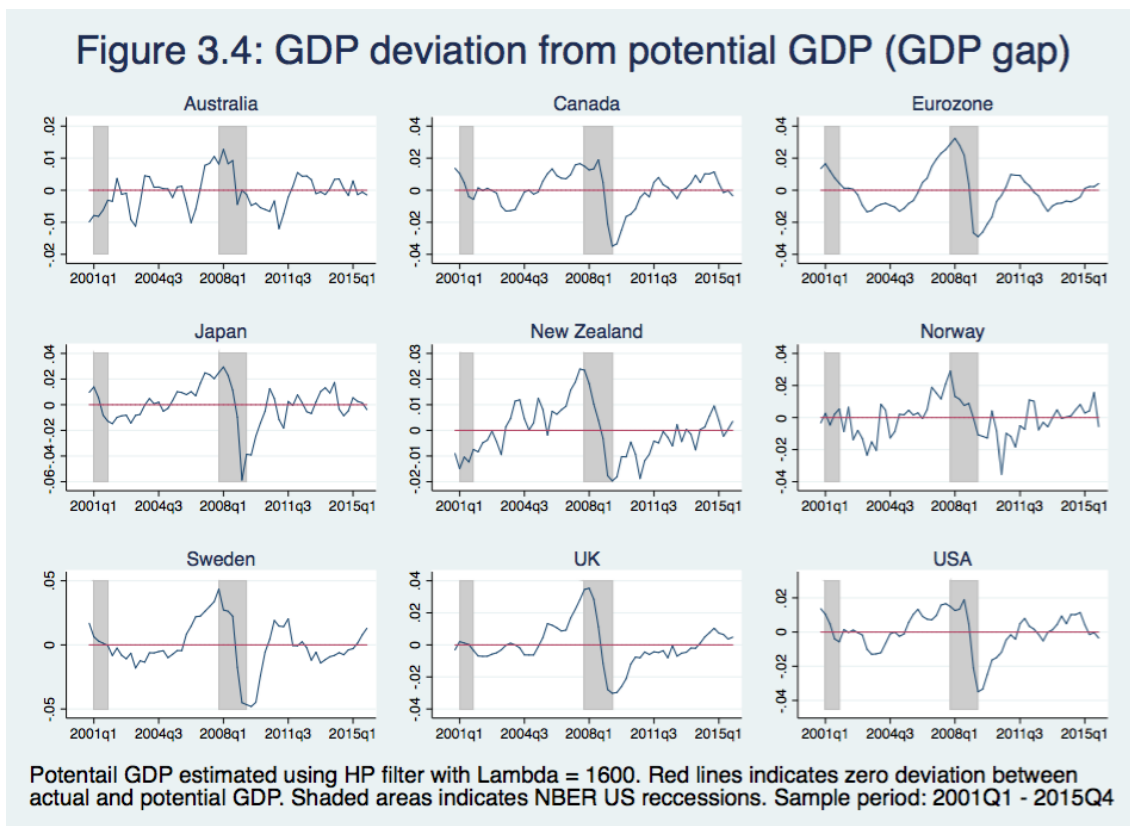 Figure 3.4: GDP deviation from potential GDP (GDP gap)
Australia
.02
.01
0
-.01
-.02
2001q1 2004q3 2008q1 2011q3 2015q1
Canada
.04
.02
0
-.02
-.04
2001q1 2004q3 2008q1 2011q3 2015q1
Eurozone
.04
.02
0
-.02
-.04
2001q1 2004q3 2008q1 2011q3 2015q1
Japan
.04
.02
0
-.02
-.04
-.06
2001q1 2004q3 2008q1 2011q3 2015q1
New Zealand
.03
.02
.01
0
-.01
-.02
2001q1 2004q3 2008q1 2011q3 2015q1
Norway
.04
.02
0
-.02
-.04
2001q1 2004q3 2008q1 2011q3 2015q1
Sweden
.05
0
-.05
2001q1 2004q3 2008q1 2011q3 2015q1
UK
.04
.02
0
-.02
-.04
2001q1 2004q3 2008q1 2011q3 2015q1
USA
.02
0
-.02
-.04
2001q1 2004q3 2008q1 2011q3 2015q1
Potentail GDP estimated using HP filter with Lambda = 1600. Red lines indicates zero deviation between
actual and potential GDP. Shaded areas indicates NBER US reccessions. Sample period: 2001Q1 - 2015Q4